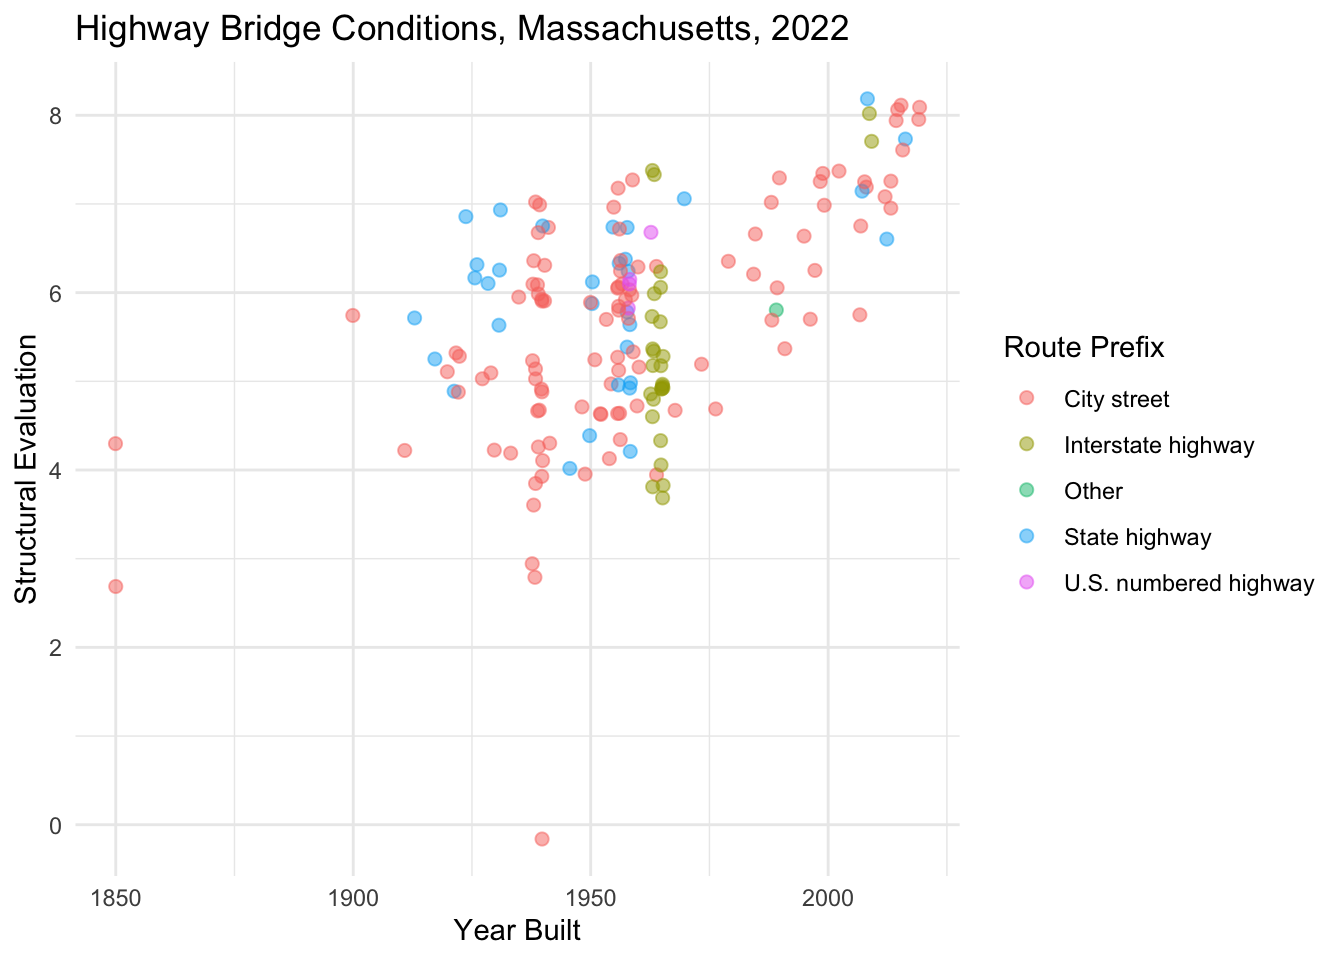 Highway Bridge Conditions, Massachusetts, 2022
Structural Evaluation
8
6
4
2
0
1850 1900 1950 2000
Year Built
Route Prefix
City street
Interstate highway
Other
State highway
U.S. numbered highway